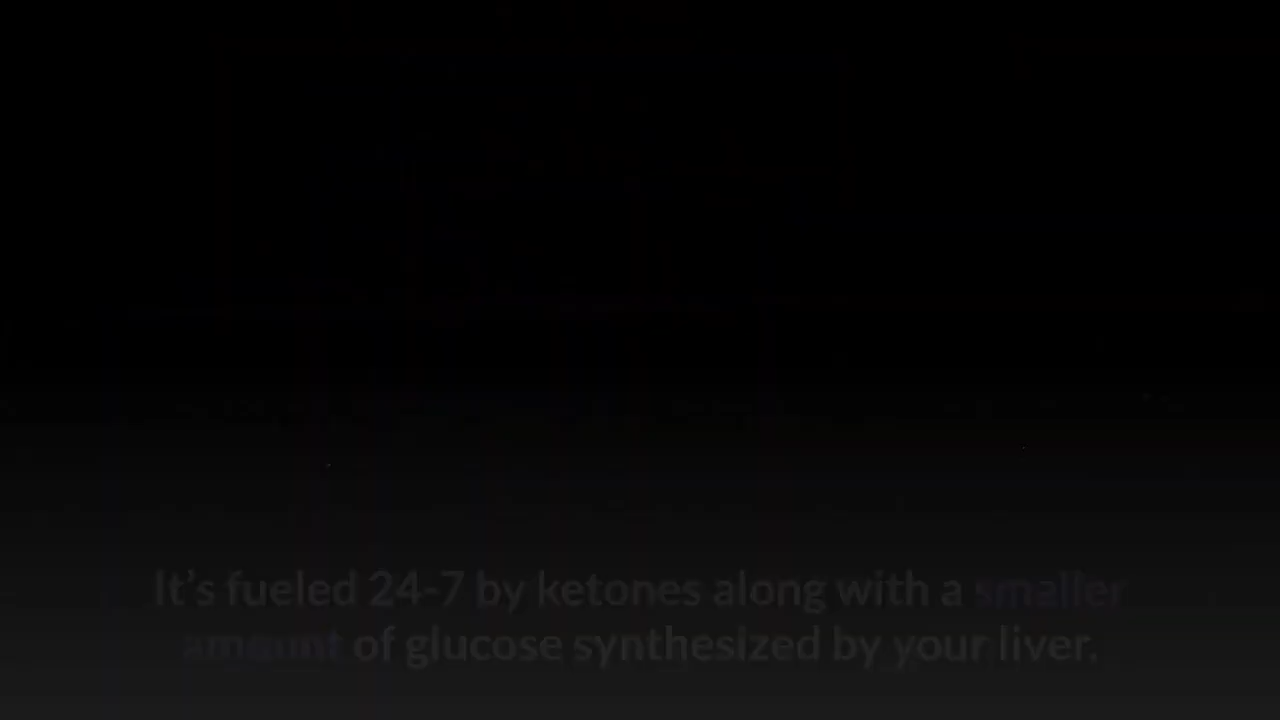 It’s fueled 24-7 by ketones along with a smaller
amount of glucose synthesized by your liver.